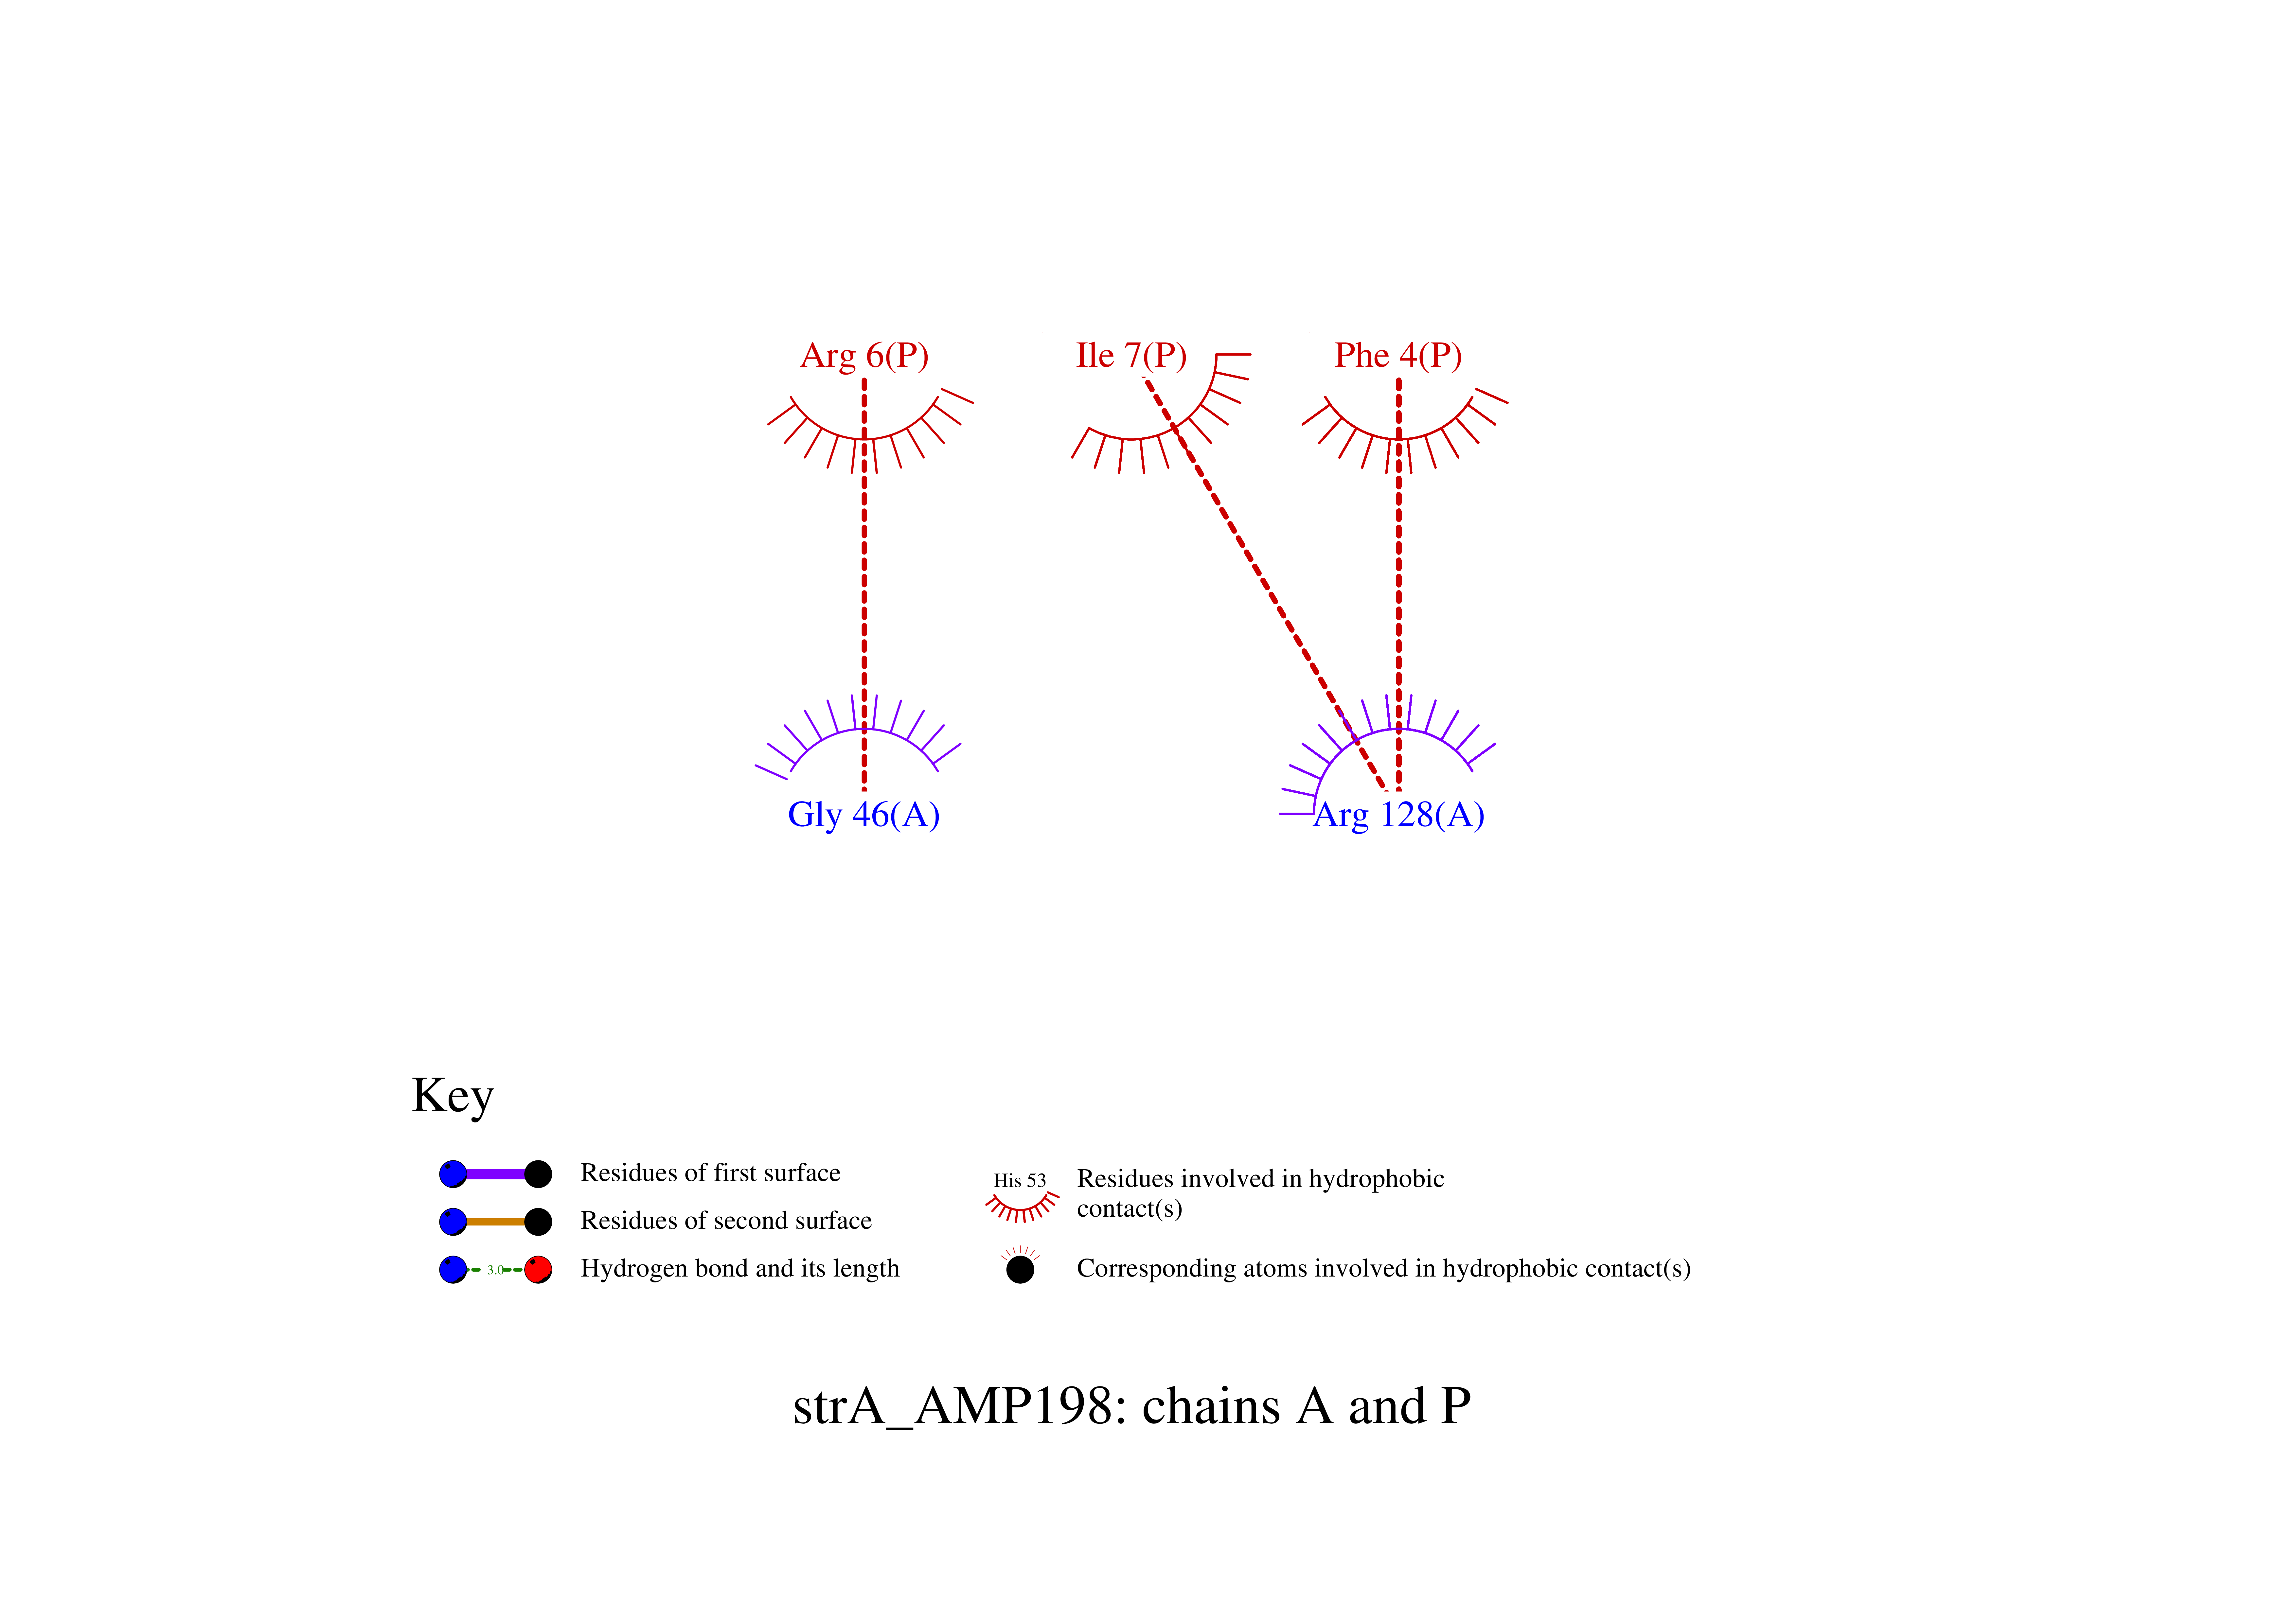 Arg 6(P) Ile 7(P) Phe 4(P)
Gly 46(A) Arg 128(A)
Key
Residues of first surface
Residues of second surface
3.0 Hydrogen bond and its length
His 53 Residues involved in hydrophobic
contact(s)
Corresponding atoms involved in hydrophobic contact(s)
strA_AMP198: chains A and P